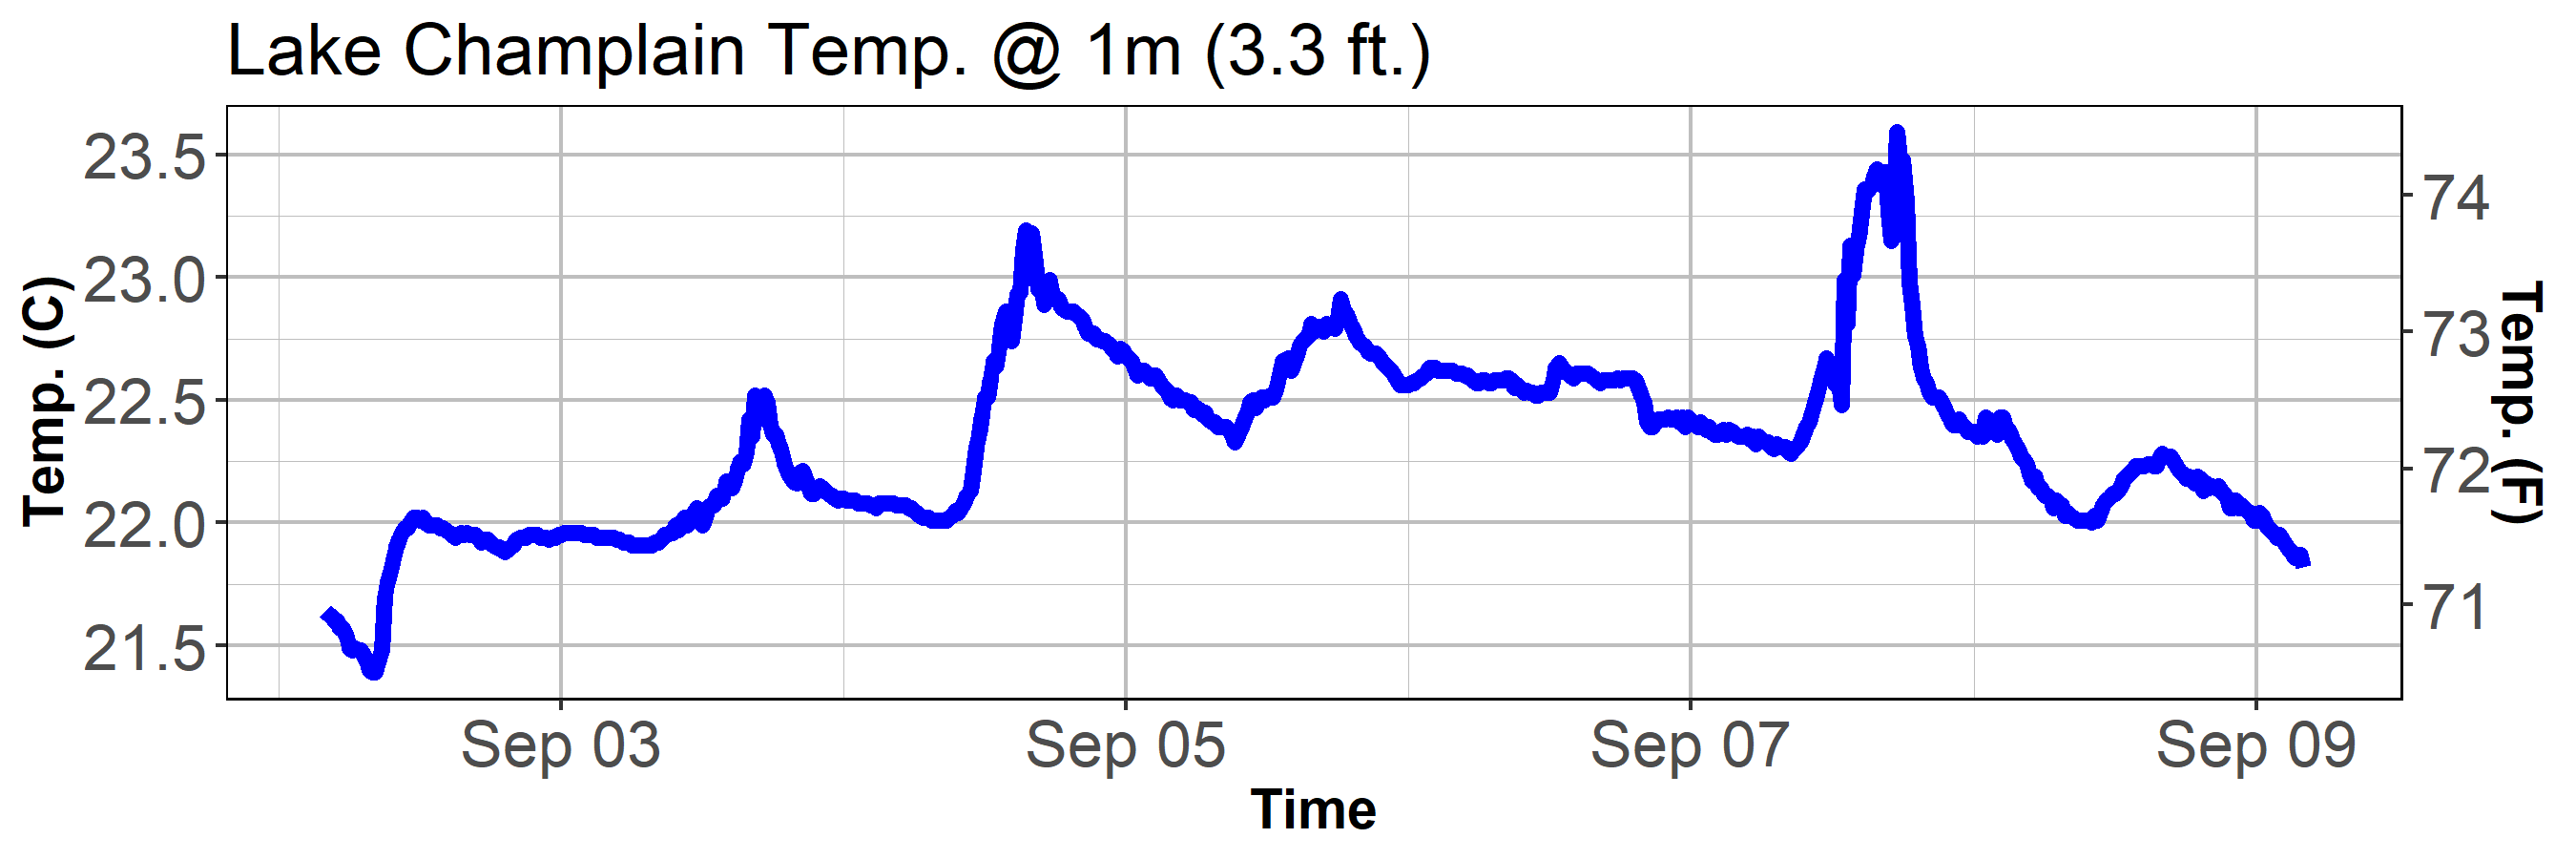 Lake Champlain Temp. @ 1m (3.3 ft.)
Temp. (C)
23.5
23.0
22.5
22.0
21.5
74
73
72
71
Temp. (F)
Sep 03 Sep 05 Sep 07 Sep 09
Time